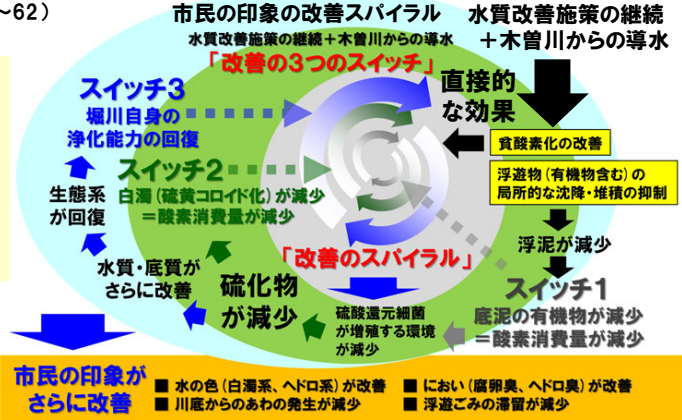 ~62)
市民の印象の改善スパイラル
水質改善施策の継続+木曽川からの導水
「改善の3つのスイッチ」
水質改善施策の継続
+木曽川からの導水
直接的
な効果
貧酸素化の改善
浮遊物(有機物含む)の
局所的な沈降・堆積の抑制
浮泥が減少
スイッチ1
底泥の有機物が減少
=酸素消費量が減少
硫酸還元細菌
が増殖する環境
が減少
硫化物
が減少
スイッチ2
白濁(硫黄コロイド化)が減少
=酸素消費量が減少
水質・底質が
さらに改善
生態系
が回復
スイッチ3
堀川自身の
浄化能力の回復
「改善のスパイラル」
市民の印象が
さらに改善
■ 水の色(白濁系、ヘドロ系)が改善
■ 川底からのあわの発生が減少
■ におい(腐卵臭、ヘドロ臭)が改善
■ 浮遊ごみの滞留が減少